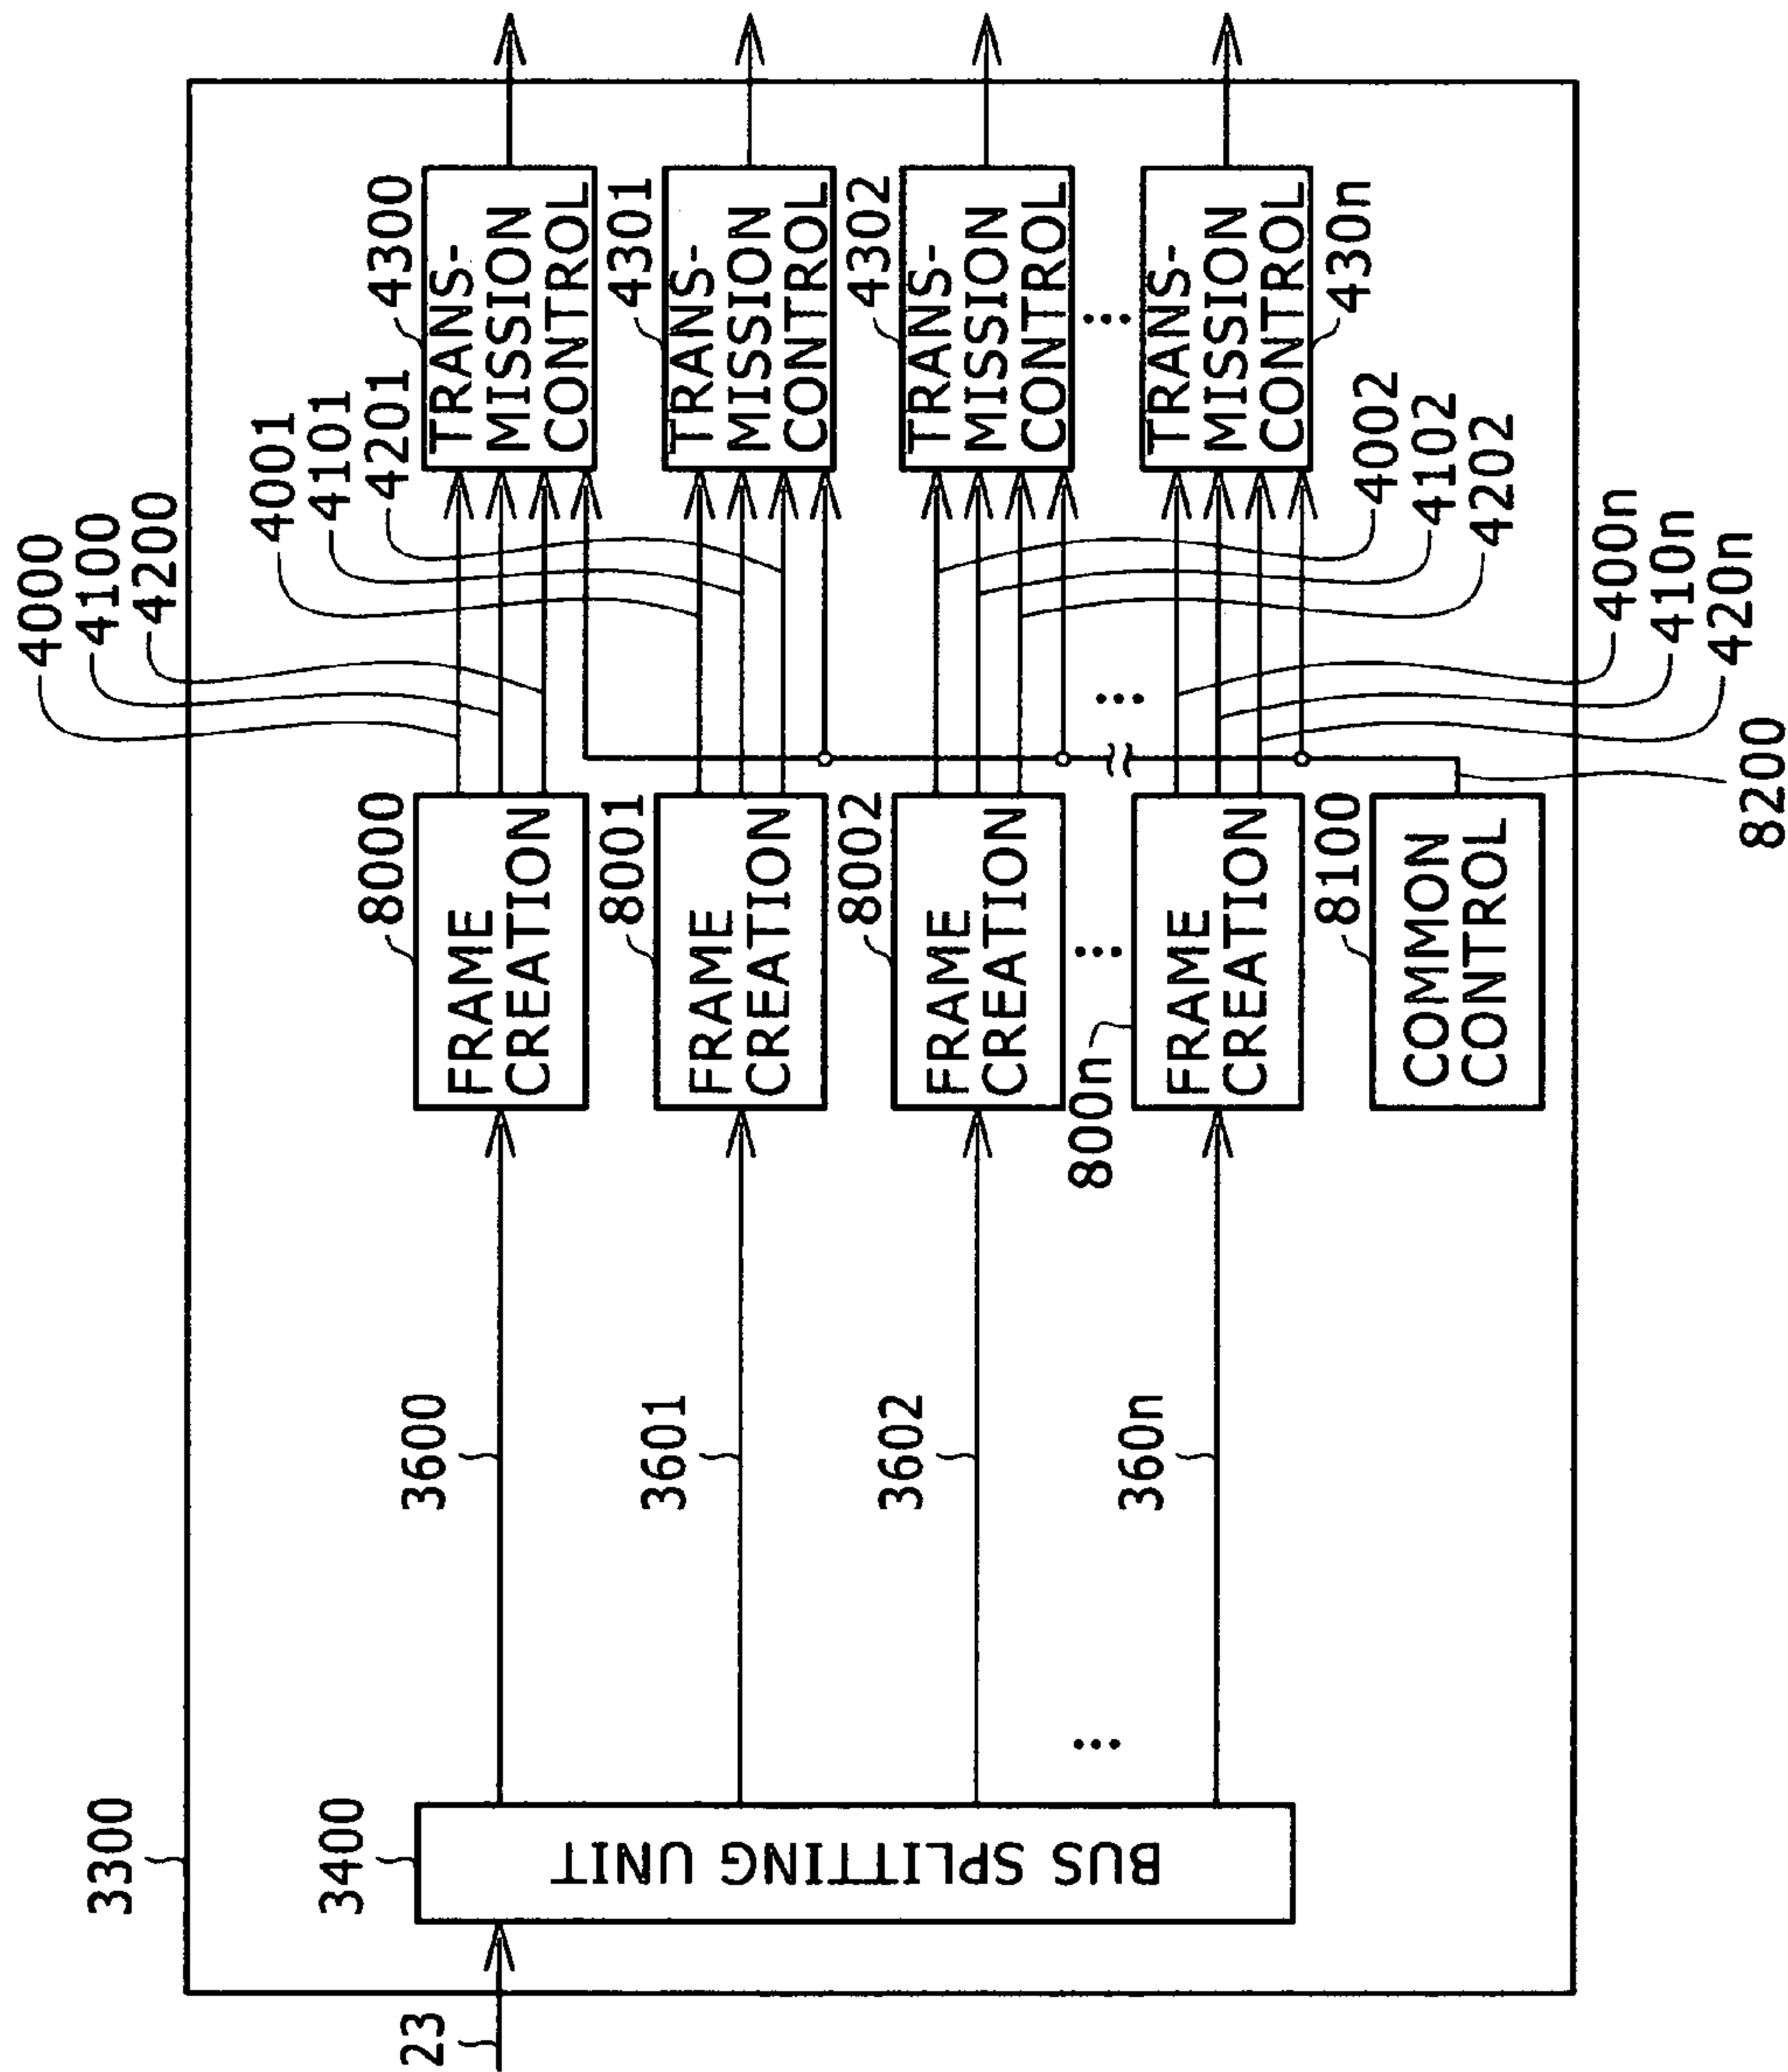 23
3300
3400
BUS SPLITTING UNIT
3600
3601
3602
360n
...
8000
FRAME
CREATION
8001
FRAME
CREATION
8002
FRAME
CREATION
...
800n
FRAME
CREATION
8100
COMMON
CONTROL
8200
4000
4100
4200
4001
4101
4201
4002
4102
4202
...
400n
410n
420n
4300
TRANS-
MISSION
CONTROL
4301
TRANS-
MISSION
CONTROL
4302
TRANS-
MISSION
CONTROL
...
430n
TRANS-
MISSION
CONTROL